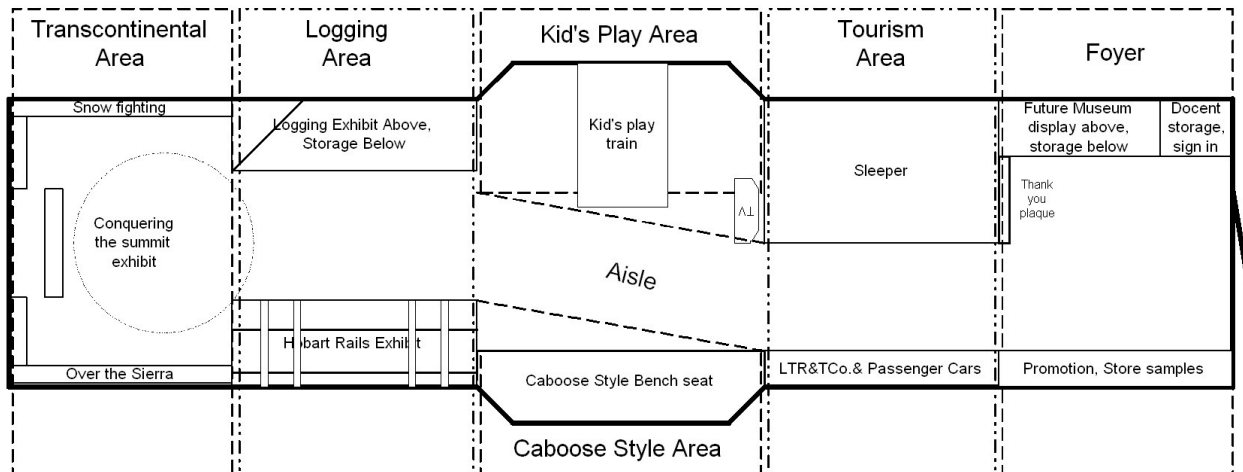 Transcontinental
Area
Logging
Area
Kid's Play Area
Tourism
Area
Foyer
Snow fighting
Logging Exhibit Above,
Storage Below
Kid's play
train
Sleeper
Future Museum
display above,
storage below
Docent
storage,
sign in
Thank
you
plaque
TV
Conquering
the summit
exhibit
Aisle
Hobart Rails Exhibit
Over the Sierra
Caboose Style Bench seat
LTR&TCo.& Passenger Cars
Promotion, Store samples
Caboose Style Area